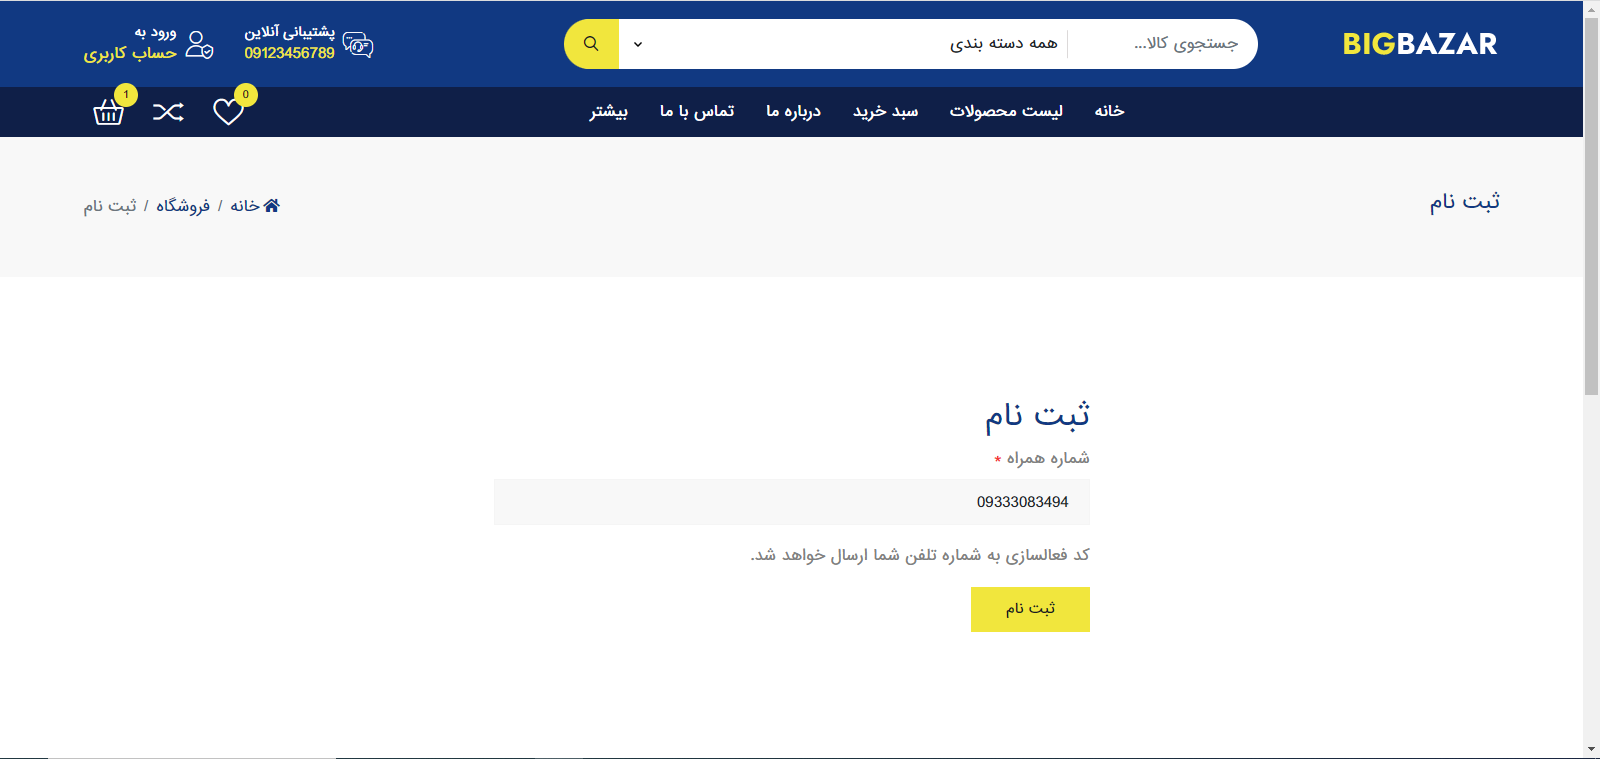 BIGBAZAR
جستجوی کالا...
همه دسته بندی
پشتیبانی آنلاین
09123456789
ورود به
حساب کاربری
خانه
لیست محصولات
سبد خرید
درباره ما
تماس با ما
بیشتر
0
1
ثبت نام
خانه / فروشگاه / ثبت نام
ثبت نام
شماره همراه *
09333083494
کد فعالسازی به شماره تلفن شما ارسال خواهد شد.
ثبت نام